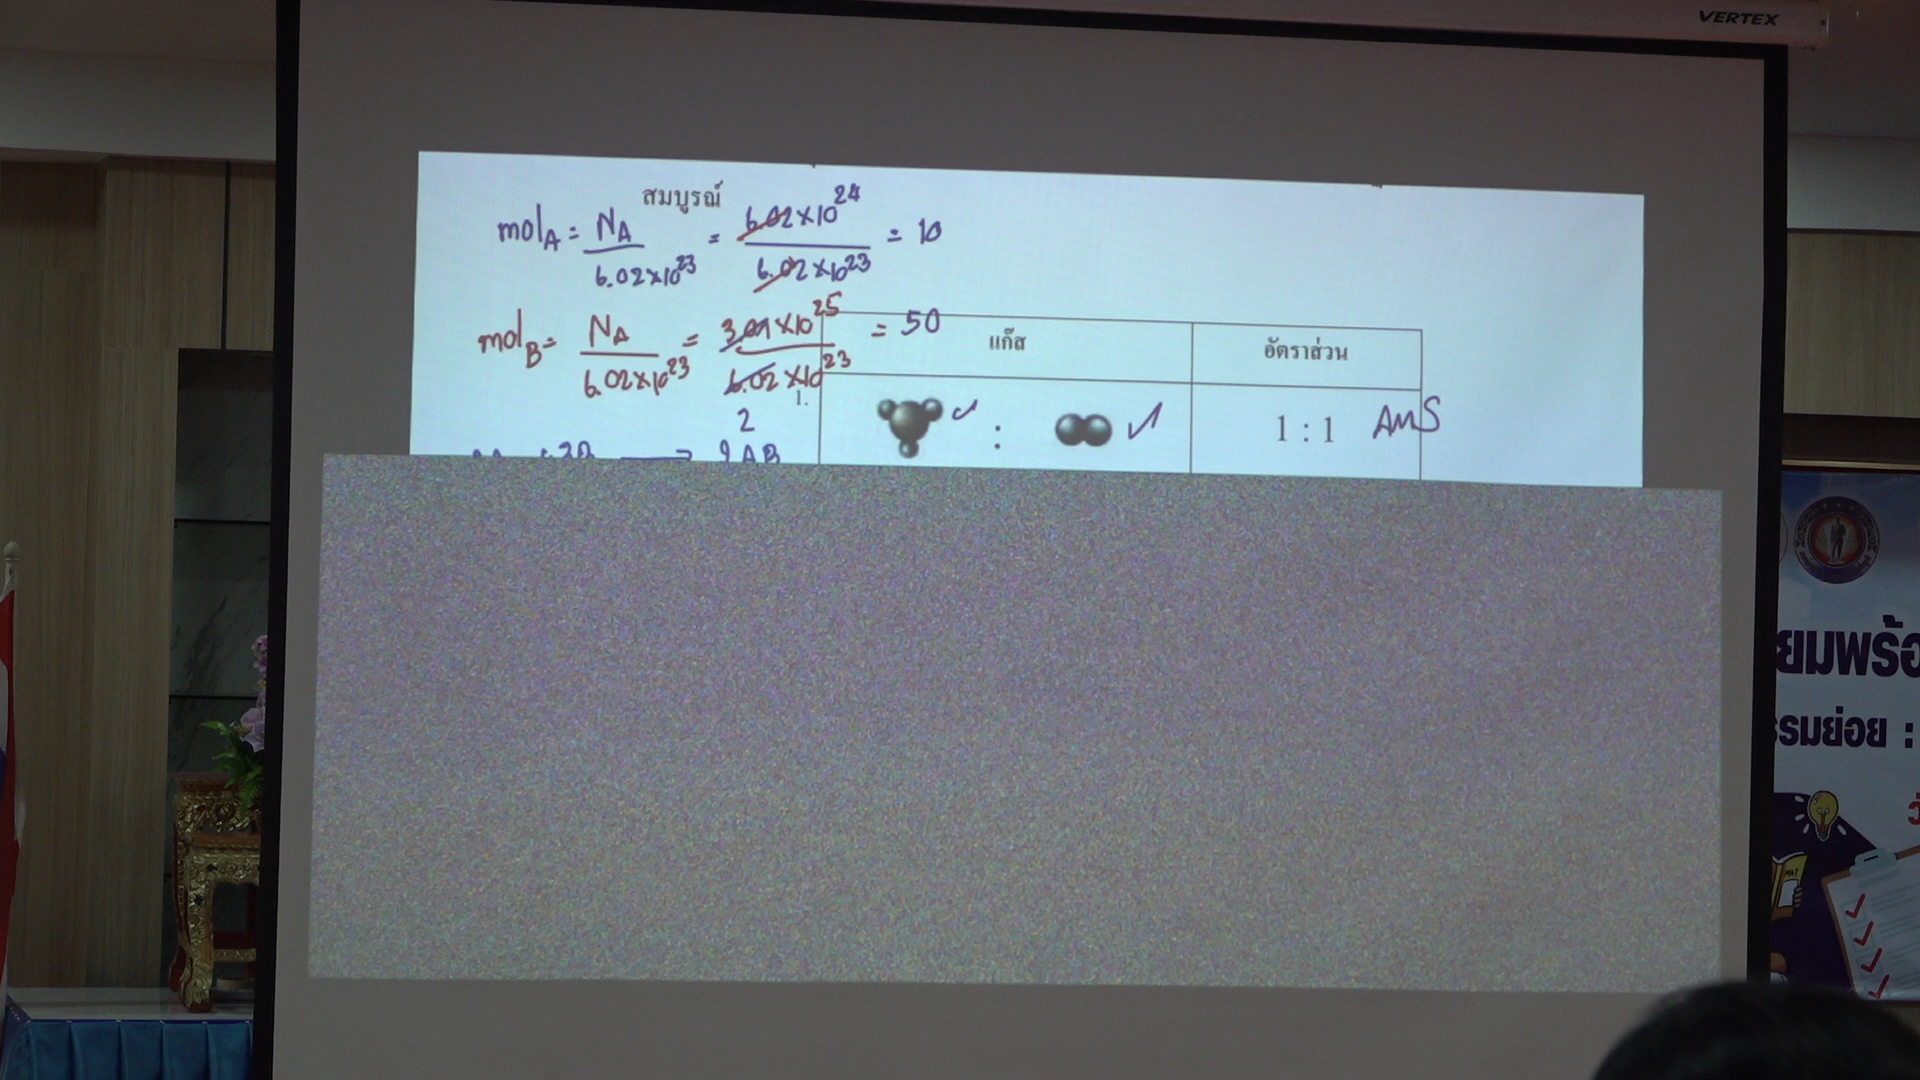 VERTEX
สมบูรณ์
mol_A = N_A / 6.02×10^23 = 6.02×10^24 / 6.02×10^23 = 10
mol_B = N_A / 6.02×10^23 = 3.01×10^25 / 6.02×10^23 = 50
2
แก๊ส อัตราส่วน
1. : 1 : 1 AnS
ยมพร้อ
รรมย่อย :